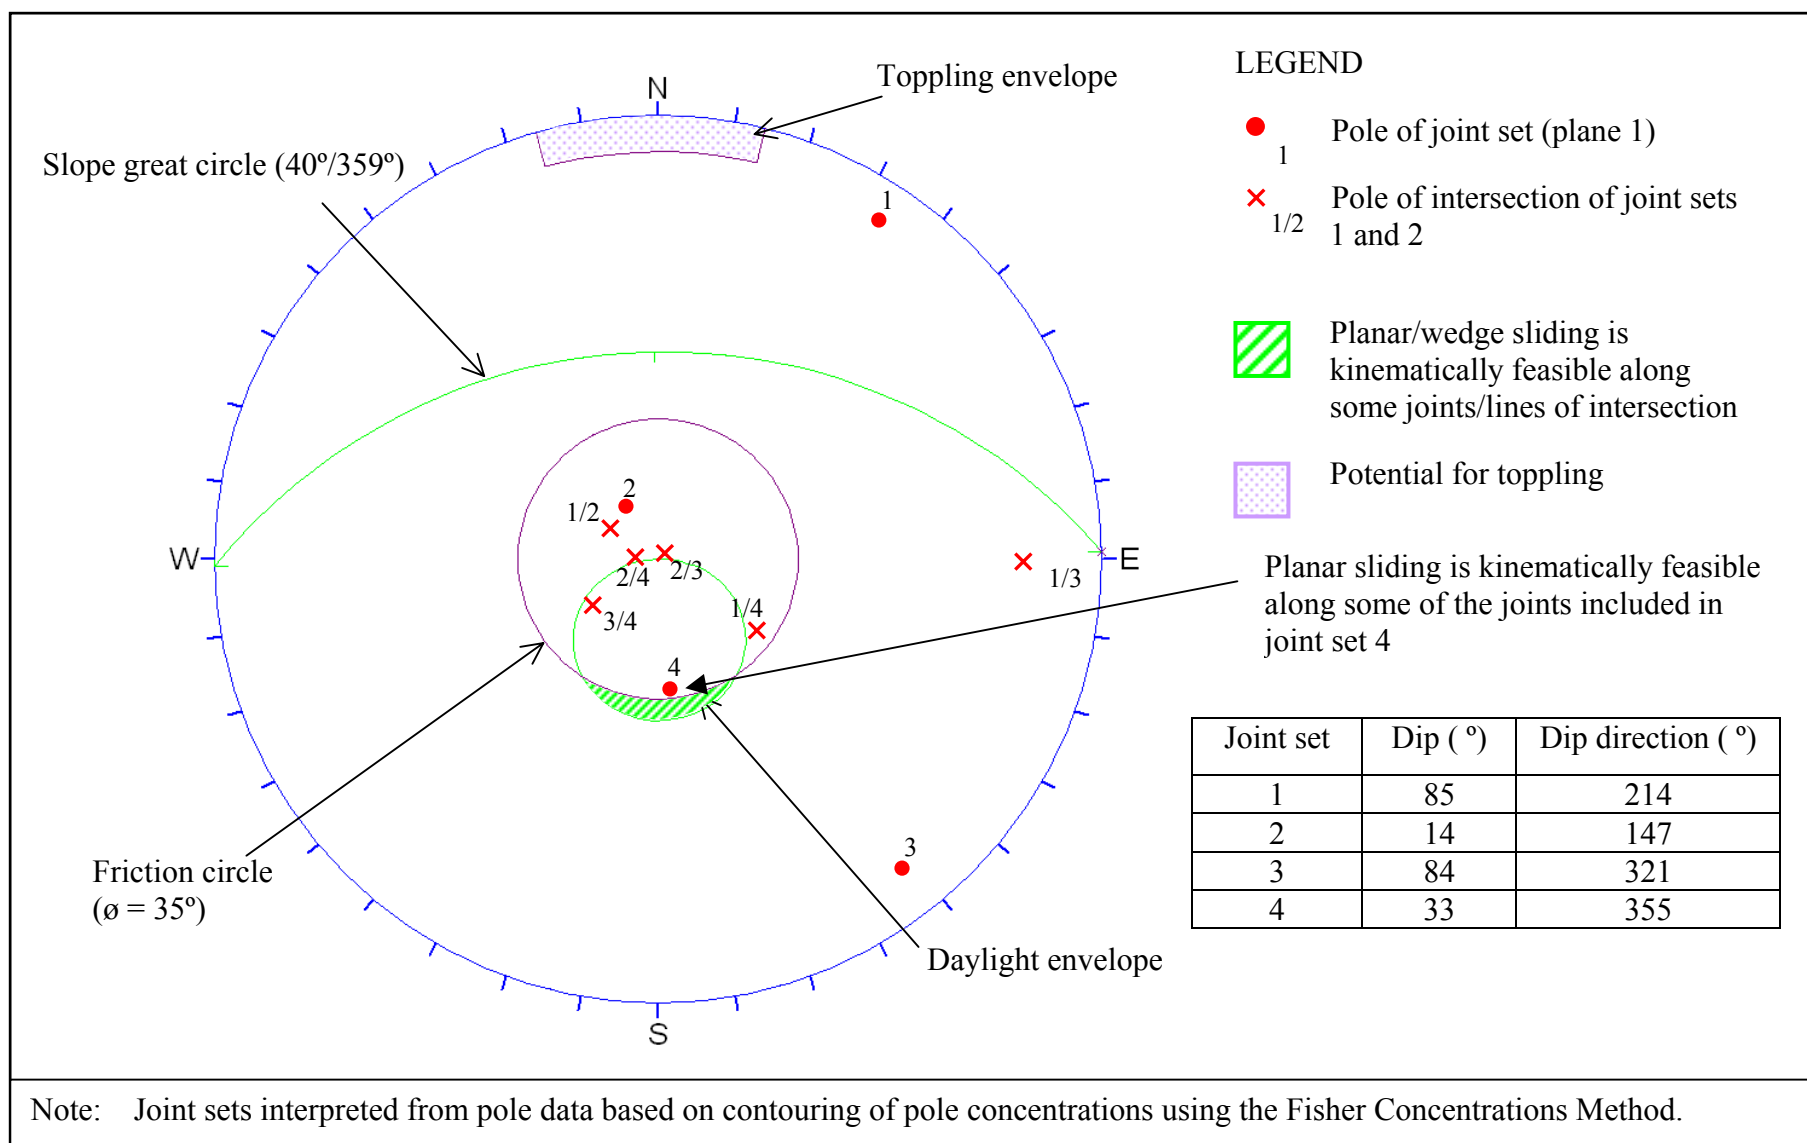 N
Toppling envelope
Slope great circle (40º/359º)
1
W
E
S
2
1/2
2/4
2/3
3/4
1/4
1/3
4
3
Friction circle
(ø = 35º)
Daylight envelope
LEGEND
1
Pole of joint set (plane 1)
1/2
Pole of intersection of joint sets
1 and 2
Planar/wedge sliding is
kinematically feasible along
some joints/lines of intersection
Potential for toppling
Planar sliding is kinematically feasible
along some of the joints included in
joint set 4
Joint set Dip ( º) Dip direction ( º)
1 85 214
2 14 147
3 84 321
4 33 355
Note: Joint sets interpreted from pole data based on contouring of pole concentrations using the Fisher Concentrations Method.